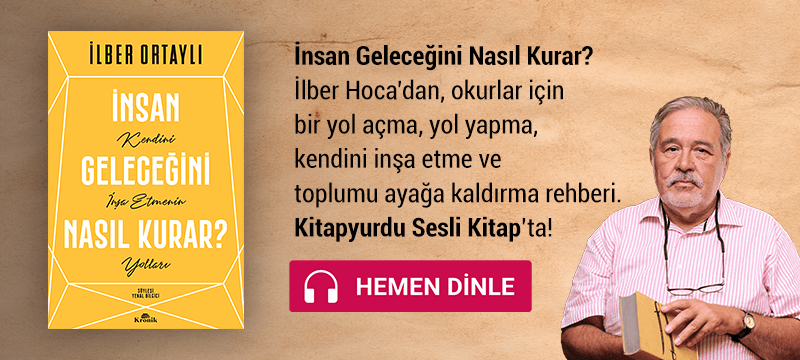 İLBER ORTAYLI
İNSAN
Kendini
GELECEĞİNİ
İnşa Etmenin
NASIL KURAR?
Yolları
SÖYLEŞİ
YENAL BİLGİCİ
Kronik
İnsan Geleceğini Nasıl Kurar?
İlber Hoca'dan, okurlar için
bir yol açma, yol yapma,
kendini inşa etme ve
toplumu ayağa kaldırma rehberi.
Kitapyurdu Sesli Kitap'ta!
HEMEN DİNLE